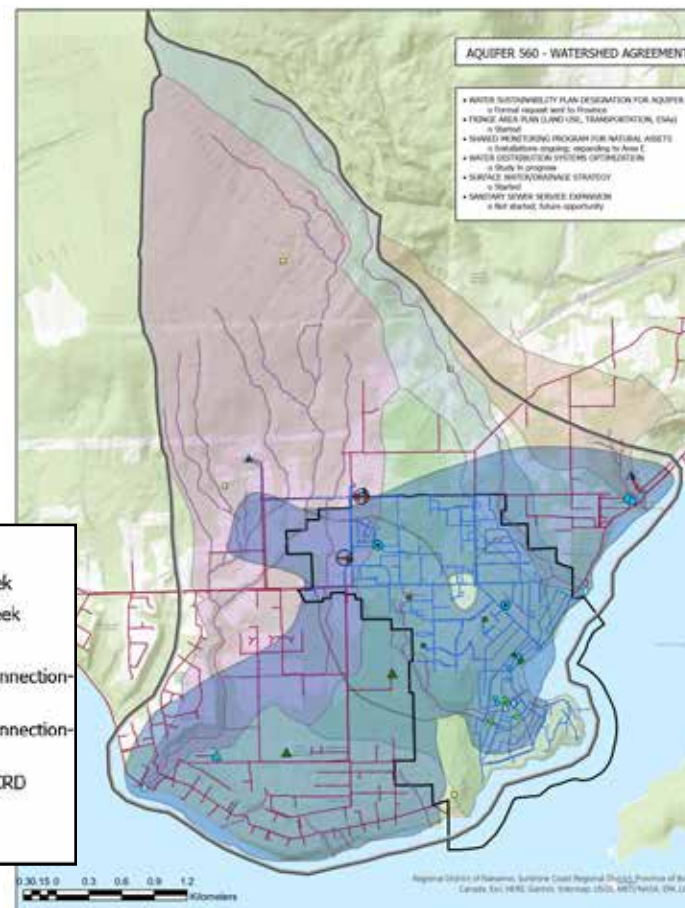 AQUIFER 560 - WATERSHED AGREEMENT
• WATER SUSTAINABILITY PLAN DESIGNATION FOR AQUIFER
o Formal request sent to Province
• FRINGE AREA PLAN (LAND USE, TRANSPORTATION, ESAs)
o Started
• SHARED MONITORING PROGRAM FOR NATURAL ASSETS
o Installations ongoing; expanding to Area E
• WATER DISTRIBUTION SYSTEMS OPTIMIZATION
o Study in progress
• SURFACE WATER/DRAINAGE STRATEGY
o Started
• SANITARY SEWER SERVICE EXPANSION
o Not started; future opportunity
ek
eek
nnection-
nnection-
CRD
0.30.15 0 0.3 0.6 0.9 1.2
Kilometers
Regional District of Nanaimo, Sunshine Coast Regional District, Province of
Canada, Esri, HERE, Garmin, Intermap, USGS, METI/NASA, EPA,